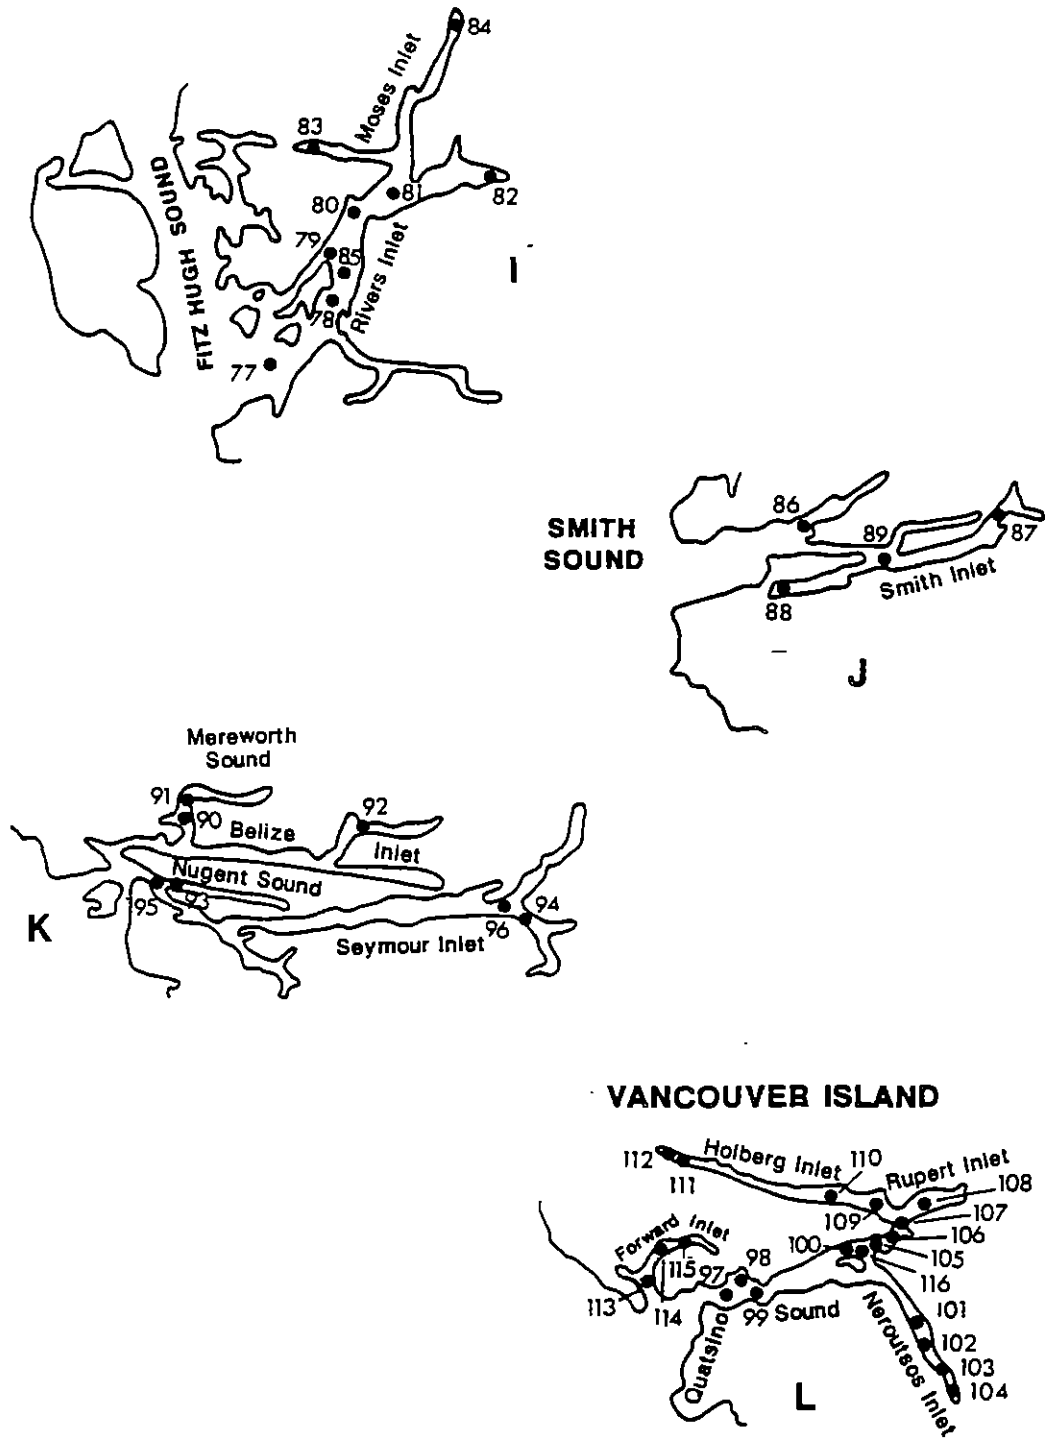 84
Moses Inlet
83
FITZ HUGH SOUND
81
82
80
79
85
Rivers Inlet
I
78
77
86
SMITH
SOUND
89
87
Smith Inlet
88
J
Mereworth
Sound
91
90
92
Belize
Inlet
Nugent Sound
95
93
94
96
K
Seymour Inlet
VANCOUVER ISLAND
112
111
Holberg Inlet
110
Rupert Inlet
108
109
107
106
Forward Inlet
100
105
115
97
98
116
113
114
99
Quatsino
Sound
101
Neroutsos Inlet
102
103
104
L